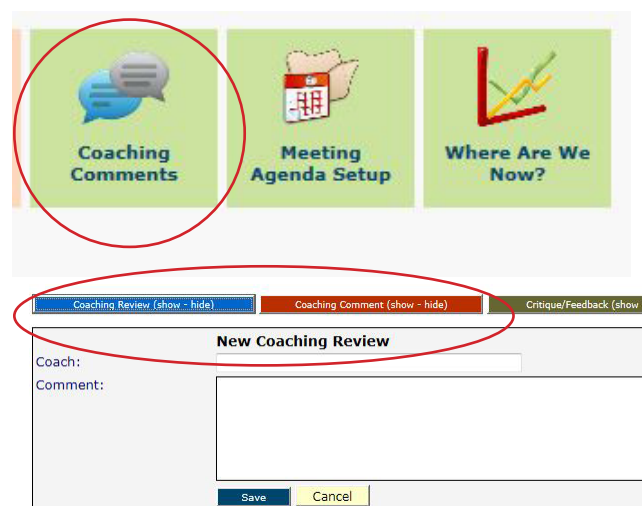 Coaching
Comments
Meeting
Agenda Setup
Where Are We
Now?
Coaching Review (show - hide)
Coaching Comment (show - hide)
Critique/Feedback (show
New Coaching Review
Coach:
Comment:
Save
Cancel